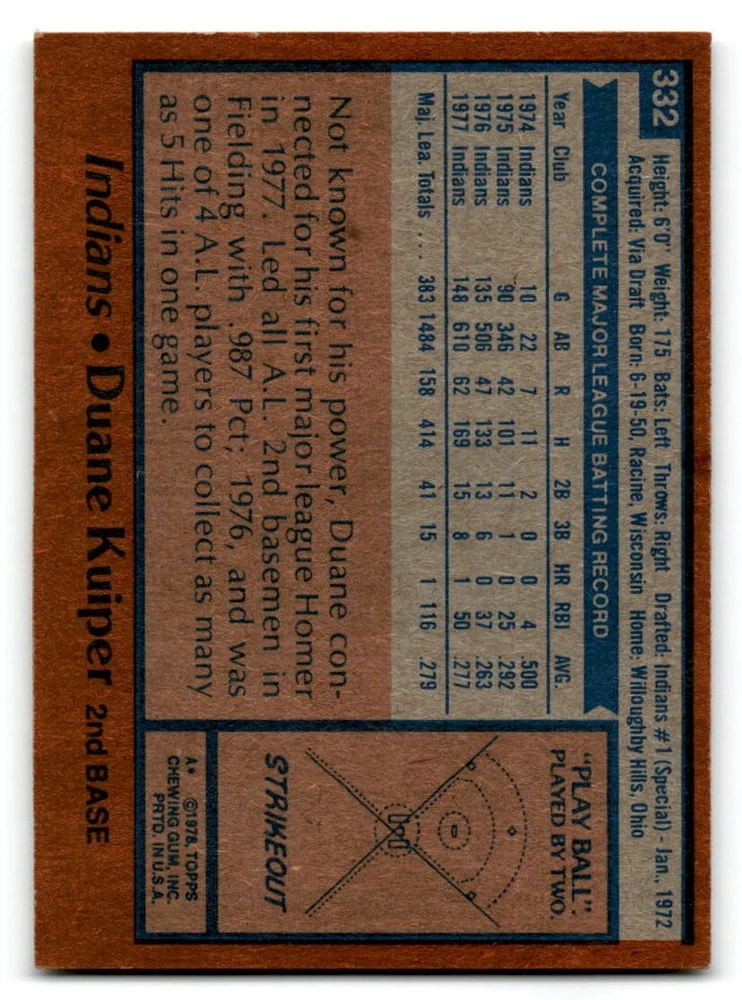 332
Height: 6'0" Weight: 175 Bats: Left Throws: Right Drafted: Indians #1 (Special) - Jan., 1972
Acquired: Via Draft Born: 6-19-50, Racine, Wisconsin Home: Willoughby Hills, Ohio
COMPLETE MAJOR LEAGUE BATTING RECORD
Year Club G AB R H 2B 3B HR RBI AVG.
1974 Indians 10 22 7 11 2 0 0 4 .500
1975 Indians 90 346 42 101 11 1 0 25 .292
1976 Indians 135 506 47 133 13 6 0 37 .263
1977 Indians 148 610 62 169 15 8 1 50 .277
Maj. Lea. Totals . . . 383 1484 158 414 41 15 1 116 .279
Not known for his power, Duane con-
nected for his first major league Homer
in 1977. Led all A.L. 2nd basemen in
Fielding with .987 Pct; 1976, and was
one of 4 A.L. players to collect as many
as 5 Hits in one game.
"PLAY BALL"
PLAYED BY TWO.
STRIKEOUT
A* ©1978, TOPPS
CHEWING GUM, INC.
PRTD. IN U.S.A.
Indians • Duane Kuiper 2nd BASE